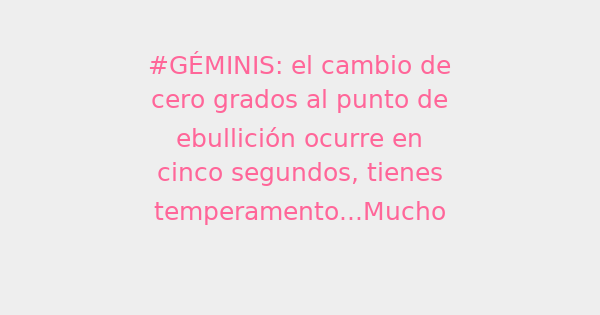 #GÉMINIS: el cambio de
cero grados al punto de
ebullición ocurre en
cinco segundos, tienes
temperamento...Mucho